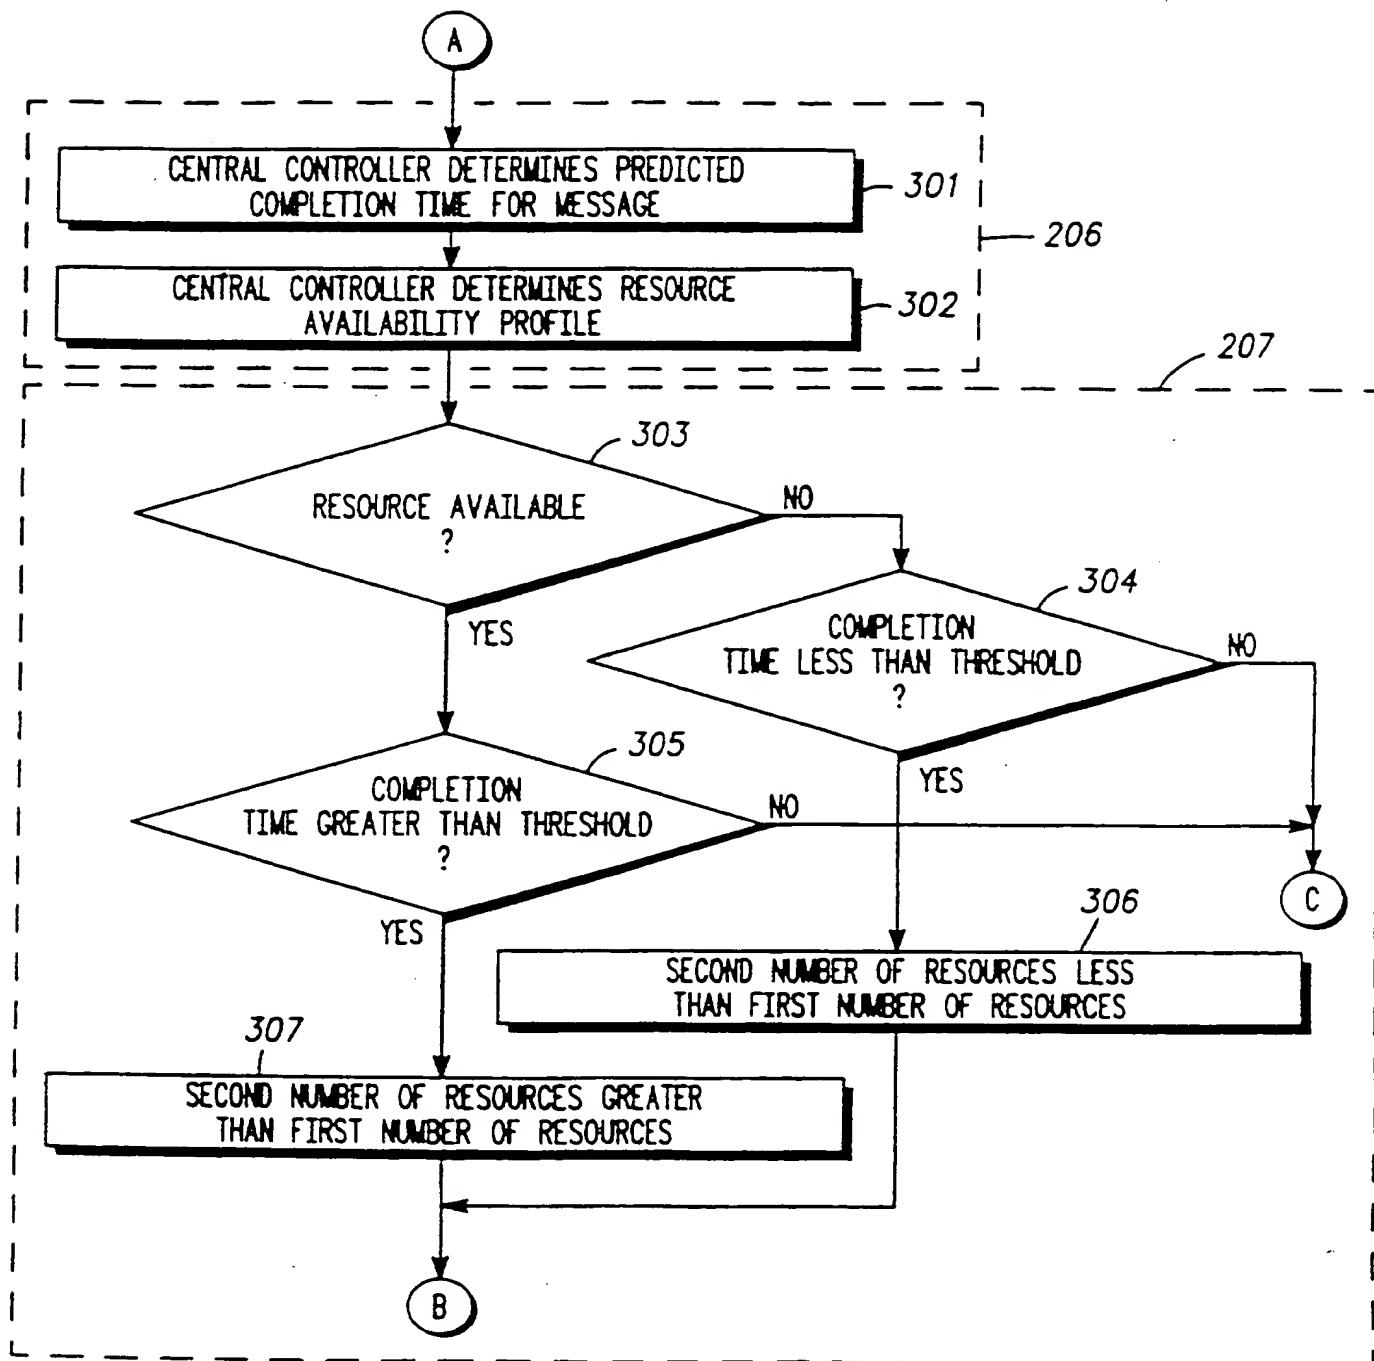 A
CENTRAL CONTROLLER DETERMINES PREDICTED
COMPLETION TIME FOR MESSAGE
301
206
CENTRAL CONTROLLER DETERMINES RESOURCE
AVAILABILITY PROFILE
302
207
303
RESOURCE AVAILABLE
?
NO
YES
304
COMPLETION
TIME LESS THAN THRESHOLD
?
NO
YES
305
COMPLETION
TIME GREATER THAN THRESHOLD
?
NO
YES
C
306
SECOND NUMBER OF RESOURCES LESS
THAN FIRST NUMBER OF RESOURCES
307
SECOND NUMBER OF RESOURCES GREATER
THAN FIRST NUMBER OF RESOURCES
B